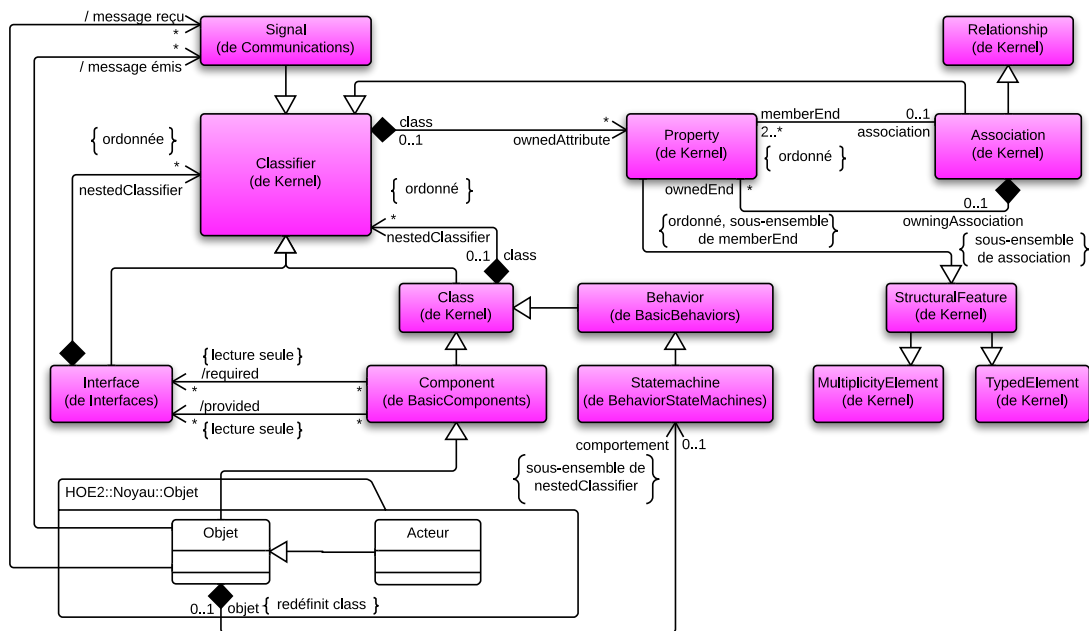 / message reçu
*
*
/ message émis
Signal
(de Communications)
Relationship
(de Kernel)
{ ordonnée }
*
nestedClassifier
Classifier
(de Kernel)
class
0..1
*
ownedAttribute
Property
(de Kernel)
memberEnd
2..*
{ ordonné }
0..1
association
Association
(de Kernel)
{ ordonné }
*
nestedClassifier
0..1
class
ownedEnd
*
0..1
owningAssociation
{ ordonné, sous-ensemble
de memberEnd }
{ sous-ensemble
de association }
Class
(de Kernel)
Behavior
(de BasicBehaviors)
StructuralFeature
(de Kernel)
Interface
(de Interfaces)
{ lecture seule }
/required
*
*
/provided
*
*
{ lecture seule }
Component
(de BasicComponents)
Statemachine
(de BehaviorStateMachines)
MultiplicityElement
(de Kernel)
TypedElement
(de Kernel)
comportement
0..1
{ sous-ensemble de
nestedClassifier }
HOE2::Noyau::Objet
Objet
Acteur
0..1
objet
{ redéfinit class }